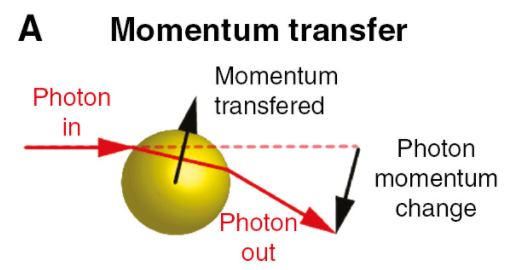 A
Momentum transfer
Momentum
transfered
Photon
in
Photon
momentum
change
Photon
out